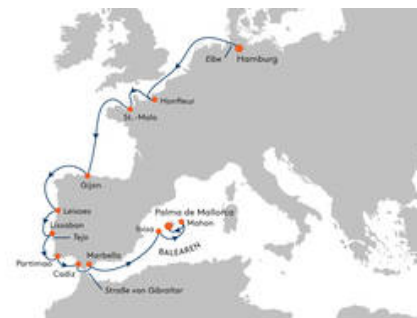 Elbe
Hamburg
Honfleur
St.-Malo
Gijon
Leixoes
Lissabon
Tejo
Portimao
Cadiz
Marbella
Straße von Gibraltar
Ibiza
Palma de Mallorca
Mahon
BALEAREN